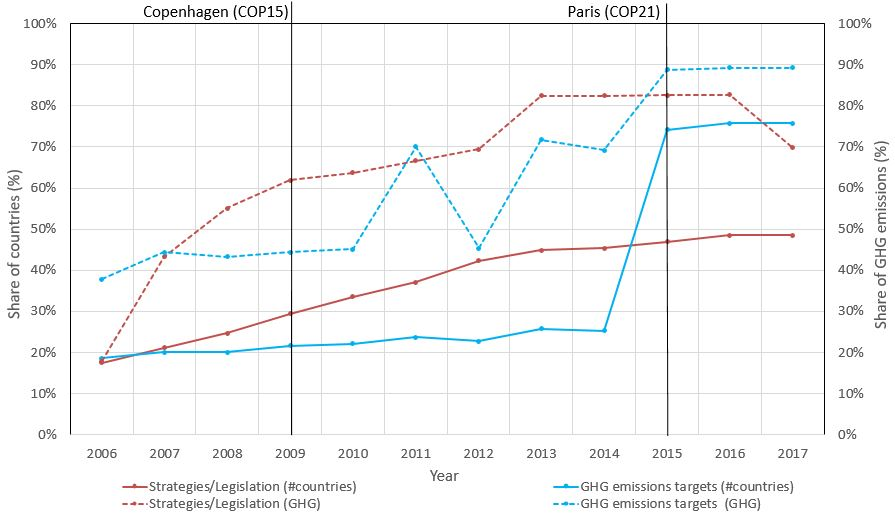 Copenhagen (COP15) Paris (COP21)
100% 100%
90% 90%
80% 80%
70% 70%
60% 60%
50% 50%
40% 40%
30% 30%
20% 20%
10% 10%
0% 0%
Share of countries (%)
Share of GHG emissions (%)
2006 2007 2008 2009 2010 2011 2012 2013 2014 2015 2016 2017
Year
Strategies/Legislation (#countries) GHG emissions targets (#countries)
Strategies/Legislation (GHG) GHG emissions targets (GHG)